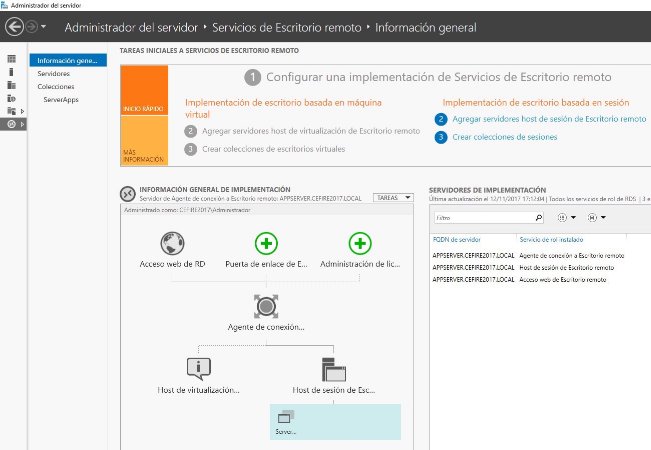 Administrador del servidor
Administrador del servidor ‣ Servicios de Escritorio remoto ‣ Información general
Información gene...
Servidores
Colecciones
ServerApps
TAREAS INICIALES A SERVICIOS DE ESCRITORIO REMOTO
INICIO RÁPIDO
MÁS
INFORMACIÓN
1 Configurar una implementación de Servicios de Escritorio remoto
Implementación de escritorio basada en máquina
virtual
2 Agregar servidores host de virtualización de Escritorio remoto
3 Crear colecciones de escritorios virtuales
Implementación de escritorio basada en sesión
2 Agregar servidores host de sesión de Escritorio remoto
3 Crear colecciones de sesiones
INFORMACIÓN GENERAL DE IMPLEMENTACIÓN
Servidor de Agente de conexión a Escritorio remoto: APPSERVER.CEFIRE2017.LOCAL
TAREAS
Administrado como: CEFIRE2017\Administrador
Acceso web de RD
Puerta de enlace de E...
Administración de lic...
Agente de conexión...
Host de virtualización...
Host de sesión de Esc...
Server...
SERVIDORES DE IMPLEMENTACIÓN
Última actualización el 12/11/2017 17:12:04 | Todos los servicios de rol de RDS | 3 e
Filtro
FQDN de servidor Servicio de rol instalado
APPSERVER.CEFIRE2017.LOCAL Agente de conexión a Escritorio remoto
APPSERVER.CEFIRE2017.LOCAL Host de sesión de Escritorio remoto
APPSERVER.CEFIRE2017.LOCAL Acceso web de Escritorio remoto